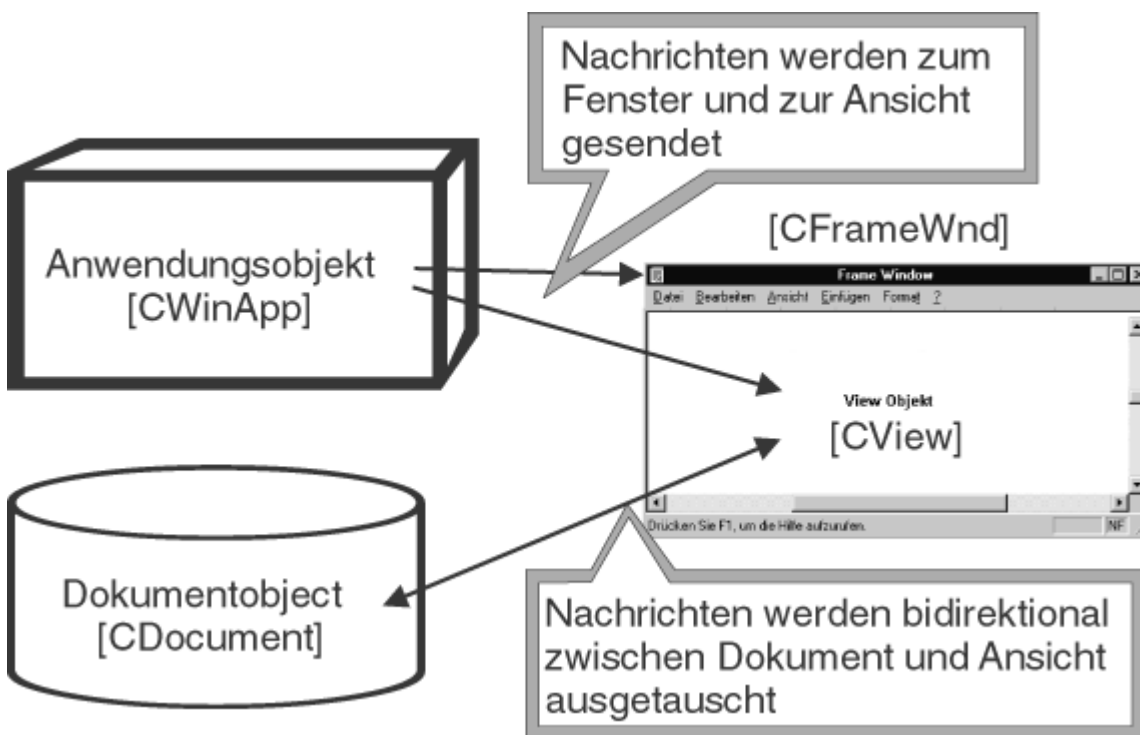 Nachrichten werden zum
Fenster und zur Ansicht
gesendet
[CFrameWnd]
Anwendungsobjekt
[CWinApp]
Frame Window
Datei Bearbeiten Ansicht Einfügen Format ?
View Objekt
[CView]
Drücken Sie F1, um die Hilfe aufzurufen.
NF
Dokumentobject
[CDocument]
Nachrichten werden bidirektional
zwischen Dokument und Ansicht
ausgetauscht